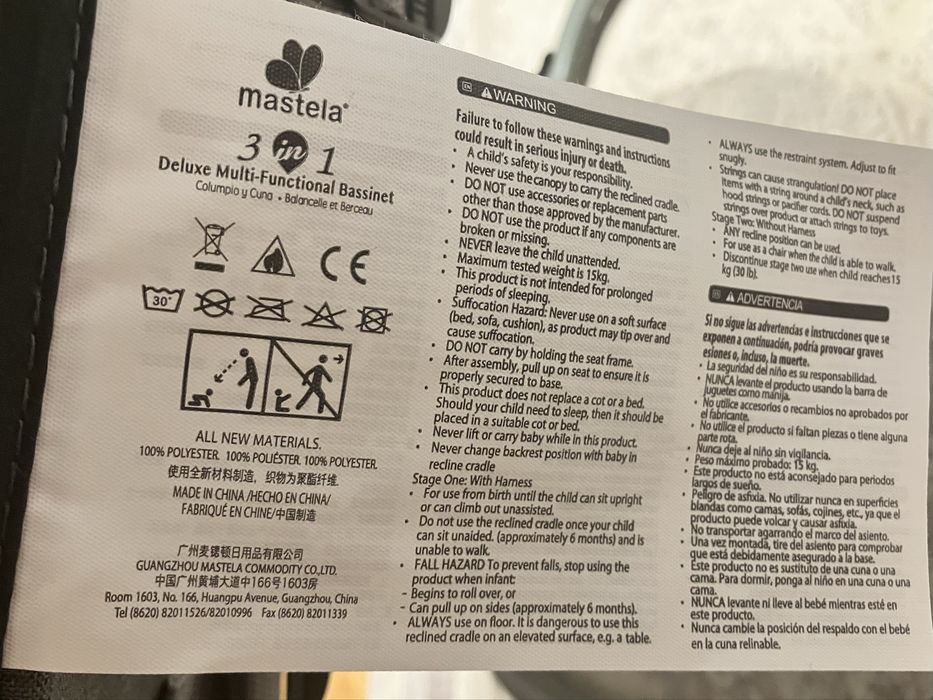 mastela
3 in 1
Deluxe Multi-Functional Bassinet
Columpio y Cuna • Balancelle et Berceau
CE
30°
ALL NEW MATERIALS.
100% POLYESTER. 100% POLIÉSTER. 100% POLYESTER.
使用全新材料制造，织物为聚酯纤维.
MADE IN CHINA /HECHO EN CHINA/
FABRIQUÉ EN CHINE/中国制造
广州麦锶顿日用品有限公司
GUANGZHOU MASTELA COMMODITY CO.,LTD.
中国广州黄埔大道中166号1603房
Room 1603, No. 166, Huangpu Avenue, Guangzhou, China
Tel (8620) 82011526/82010996 Fax (8620) 82011339
EN WARNING
Failure to follow these warnings and instructions
could result in serious injury or death.
• A child's safety is your responsibility.
• Never use the canopy to carry the reclined cradle.
• DO NOT use accessories or replacement parts
other than those approved by the manufacturer.
• DO NOT use the product if any components are
broken or missing.
• NEVER leave the child unattended.
• Maximum tested weight is 15kg.
• This product is not intended for prolonged
periods of sleeping.
• Suffocation Hazard: Never use on a soft surface
(bed, sofa, cushion), as product may tip over and
cause suffocation.
• DO NOT carry by holding the seat frame.
• After assembly, pull up on seat to ensure it is
properly secured to base.
• This product does not replace a cot or a bed.
Should your child need to sleep, then it should be
placed in a suitable cot or bed.
• Never lift or carry baby while in this product.
• Never change backrest position with baby in
recline cradle
Stage One: With Harness
• For use from birth until the child can sit upright
or can climb out unassisted.
• Do not use the reclined cradle once your child
can sit unaided. (approximately 6 months) and is
unable to walk.
• FALL HAZARD To prevent falls, stop using the
product when infant:
– Begins to roll over, or
– Can pull up on sides (approximately 6 months).
• ALWAYS use on floor. It is dangerous to use this
reclined cradle on an elevated surface, e.g. a table.
• ALWAYS use the restraint system. Adjust to fit
snugly.
• Strings can cause strangulation! DO NOT place
items with a string around a child's neck, such as
hood strings or pacifier cords. DO NOT suspend
strings over product or attach strings to toys.
Stage Two: Without Harness
• ANY recline position can be used.
• For use as a chair when the child is able to walk.
• Discontinue stage two use when child reaches15
kg (30 lb).
ADVERTENCIA
Si no sigue las advertencias e instrucciones que se
exponen a continuación, podría provocar graves
esiones o, incluso, la muerte.
• La seguridad del niño es su responsabilidad.
• NUNCA levante el producto usando la barra de
juguetes como manija.
• No utilice accesorios o recambios no aprobados por
el fabricante.
• No utilice el producto si faltan piezas o tiene alguna
parte rota.
• Nunca deje al niño sin vigilancia.
• Peso máximo probado: 15 kg.
• Este producto no está aconsejado para periodos
largos de sueño.
• Peligro de asfixia. No utilizar nunca en superficies
blandas como camas, sofás, cojines, etc., ya que el
producto puede volcar y causar asfixia.
• No transportar agarrando el marco del asiento.
• Una vez montada, tire del asiento para comprobar
que está debidamente asegurado a la base.
• Este producto no es sustituto de una cuna o una
cama. Para dormir, ponga al niño en una cuna o una
cama.
• NUNCA levante ni lleve al bebé mientras esté en
este producto.
• Nunca cambie la posición del respaldo con el bebé
en la cuna relinable.